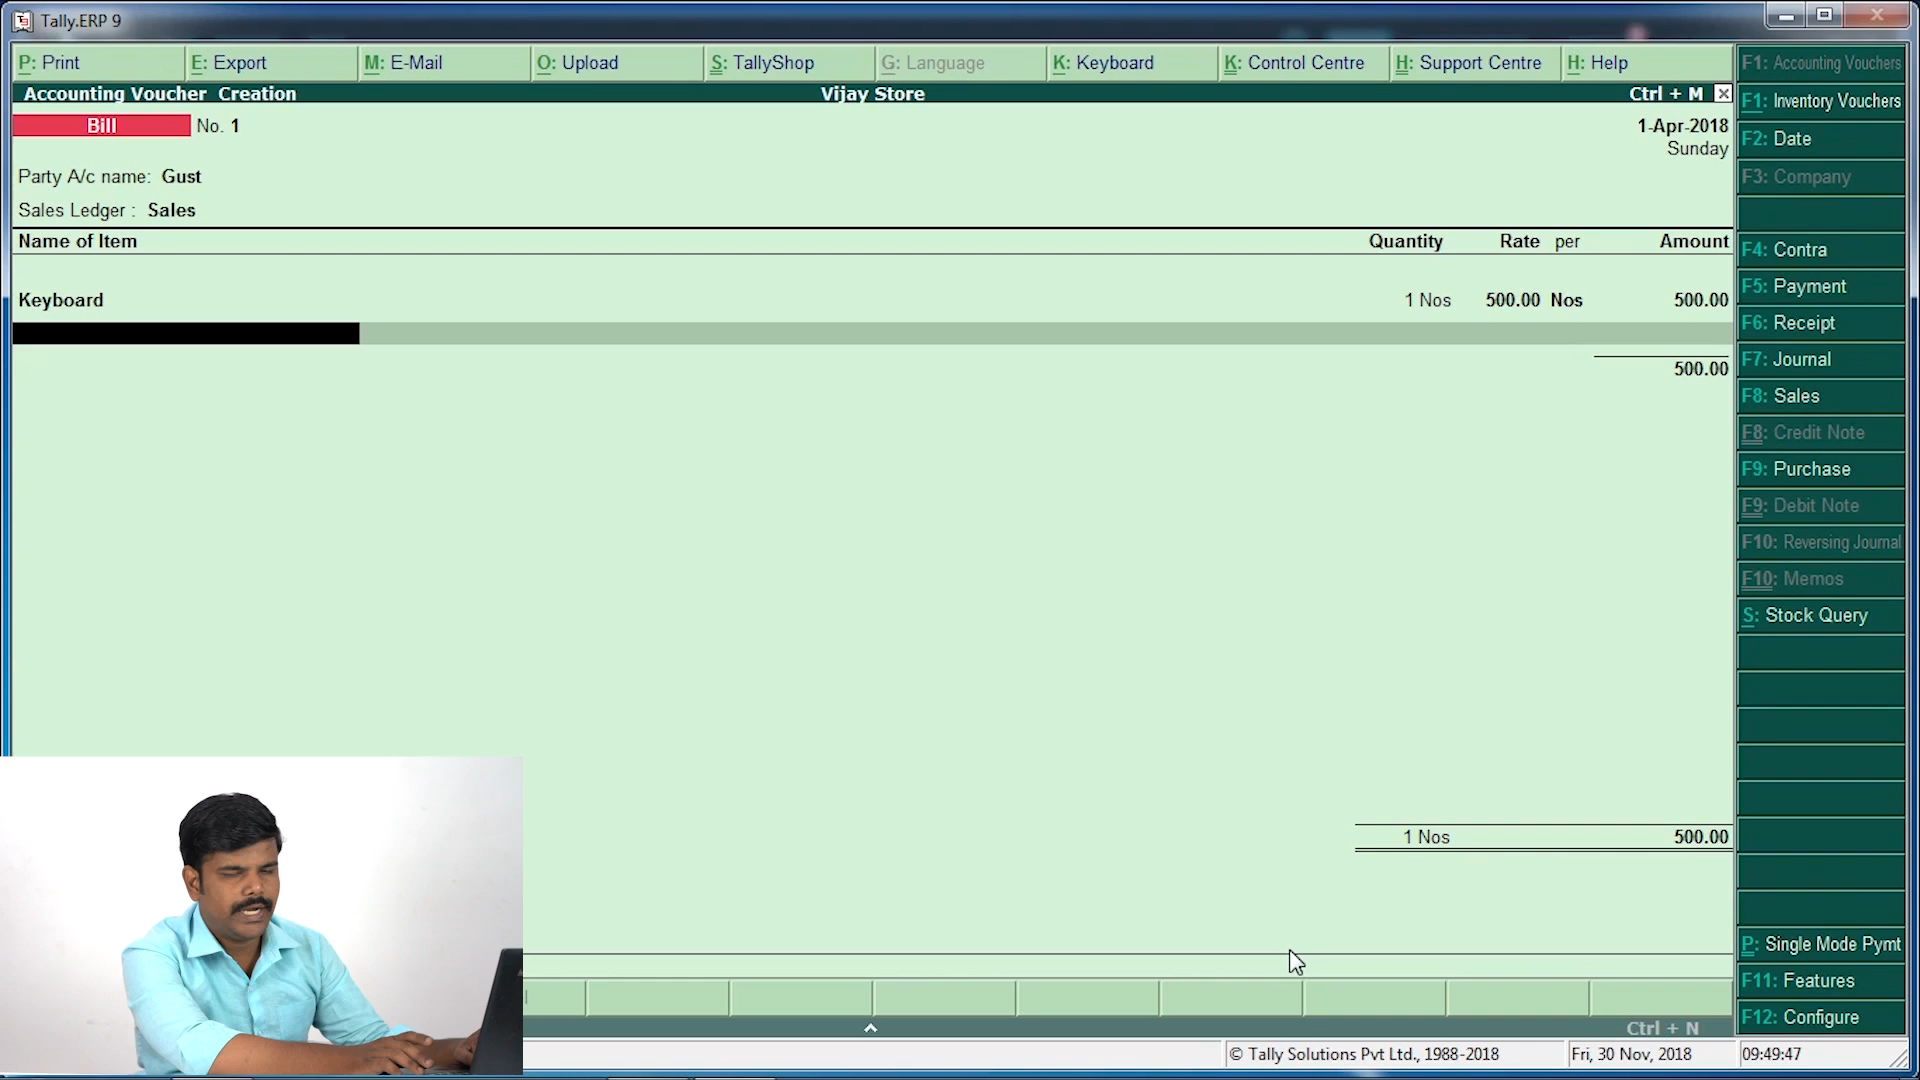 Tally.ERP 9
P: Print E: Export M: E-Mail O: Upload S: TallyShop G: Language K: Keyboard K: Control Centre H: Support Centre H: Help
Accounting Voucher Creation Vijay Store Ctrl + M
Bill No. 1 1-Apr-2018
Sunday
Party A/c name: Gust
Sales Ledger : Sales
Name of Item Quantity Rate per Amount
Keyboard 1 Nos 500.00 Nos 500.00
500.00
1 Nos 500.00
F1: Accounting Vouchers
F1: Inventory Vouchers
F2: Date
F3: Company
F4: Contra
F5: Payment
F6: Receipt
F7: Journal
F8: Sales
F8: Credit Note
F9: Purchase
F9: Debit Note
F10: Reversing Journal
F10: Memos
S: Stock Query
P: Single Mode Pymt
F11: Features
F12: Configure
Ctrl + N
© Tally Solutions Pvt Ltd., 1988-2018 Fri, 30 Nov, 2018 09:49:47